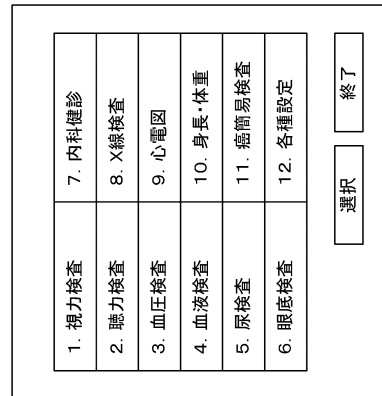 1. 視力検査
7. 内科健診
2. 聴力検査
8. X線検査
3. 血圧検査
9. 心電図
4. 血液検査
10. 身長・体重
5. 尿検査
11. 癌簡易検査
6. 眼底検査
12. 各種設定
選択
終了